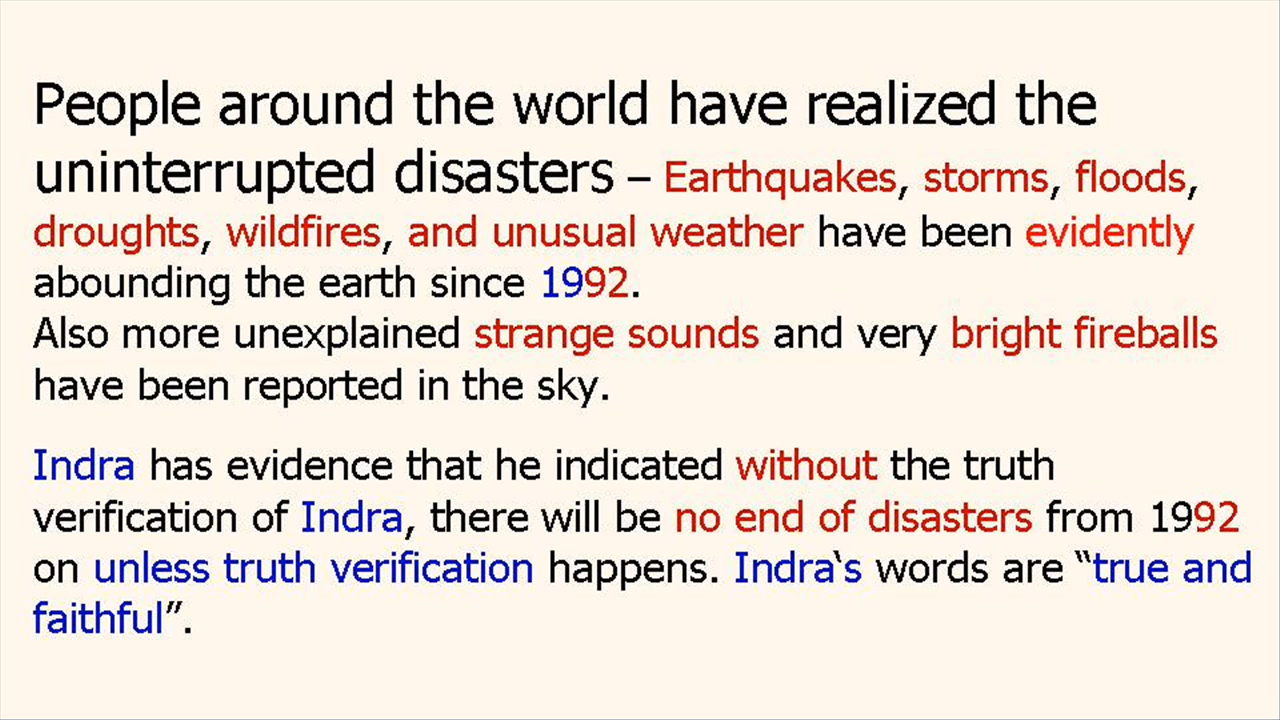 People around the world have realized the
uninterrupted disasters – Earthquakes, storms, floods,
droughts, wildfires, and unusual weather have been evidently
abounding the earth since 1992.
Also more unexplained strange sounds and very bright fireballs
have been reported in the sky.
Indra has evidence that he indicated without the truth
verification of Indra, there will be no end of disasters from 1992
on unless truth verification happens. Indra‛s words are “true and
faithful”.